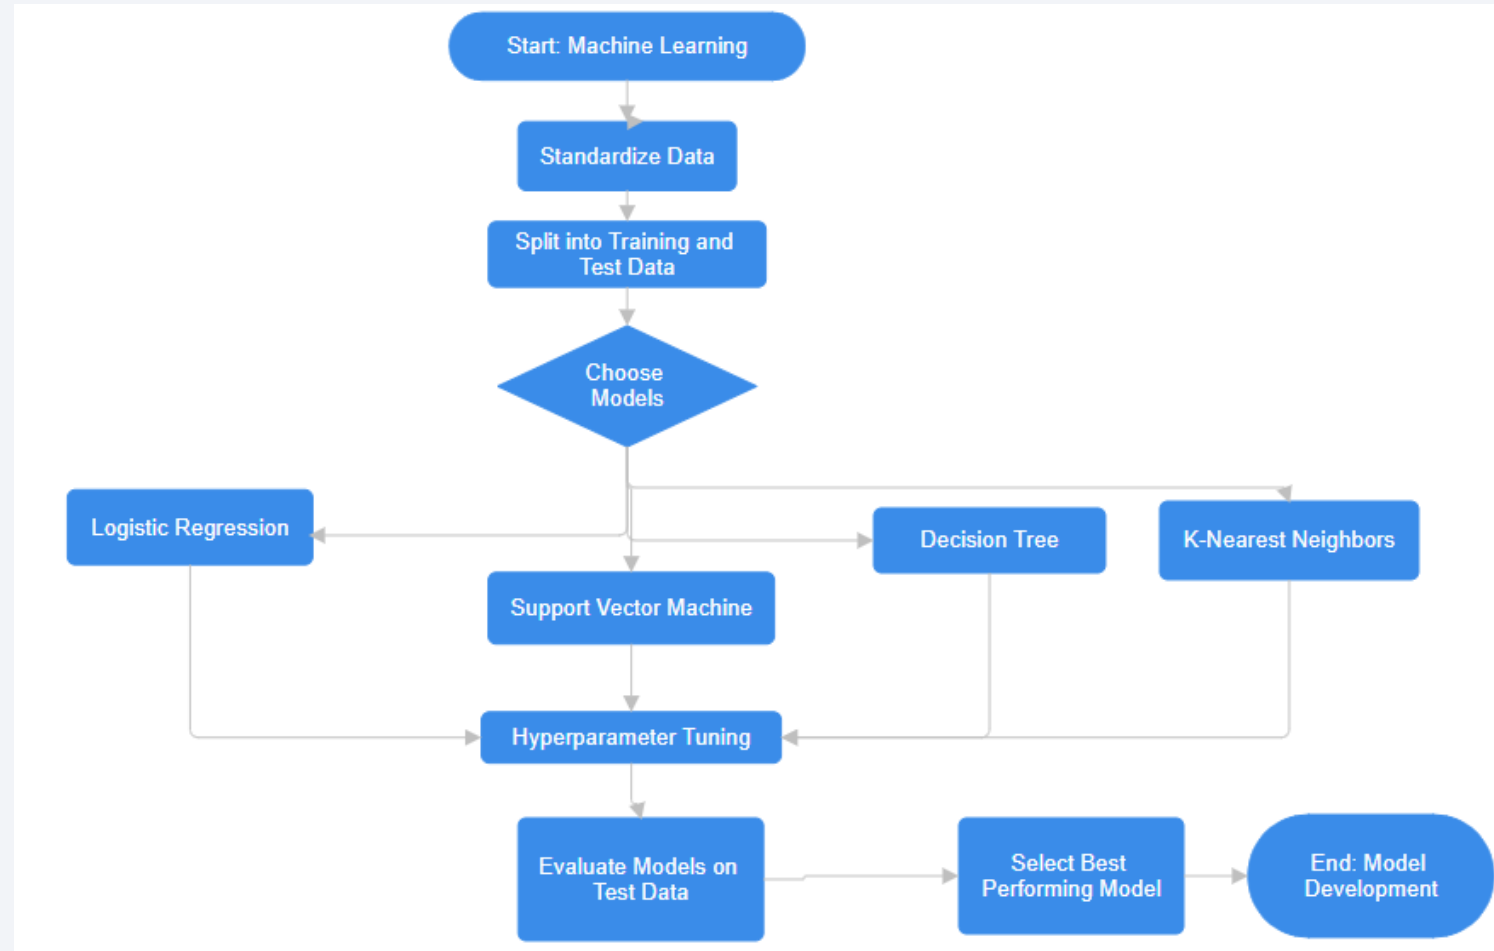 Start: Machine Learning
Standardize Data
Split into Training and
Test Data
Choose
Models
Logistic Regression
Support Vector Machine
Decision Tree
K-Nearest Neighbors
Hyperparameter Tuning
Evaluate Models on
Test Data
Select Best
Performing Model
End: Model
Development